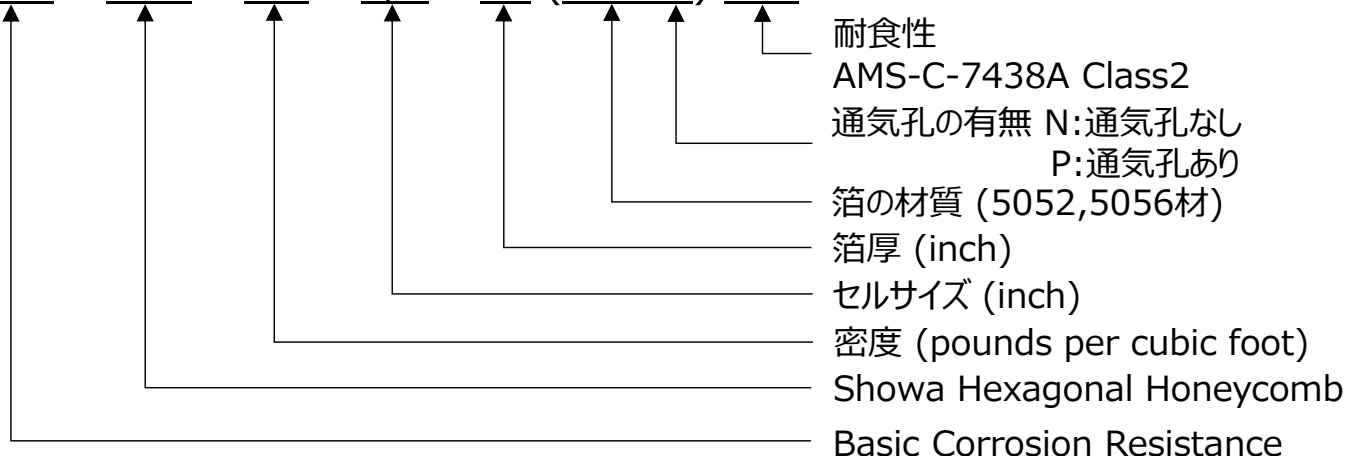 耐食性
AMS-C-7438A Class2
通気孔の有無 N:通気孔なし
P:通気孔あり
箔の材質 (5052,5056材)
箔厚 (inch)
セルサイズ (inch)
密度 (pounds per cubic foot)
Showa Hexagonal Honeycomb
Basic Corrosion Resistance